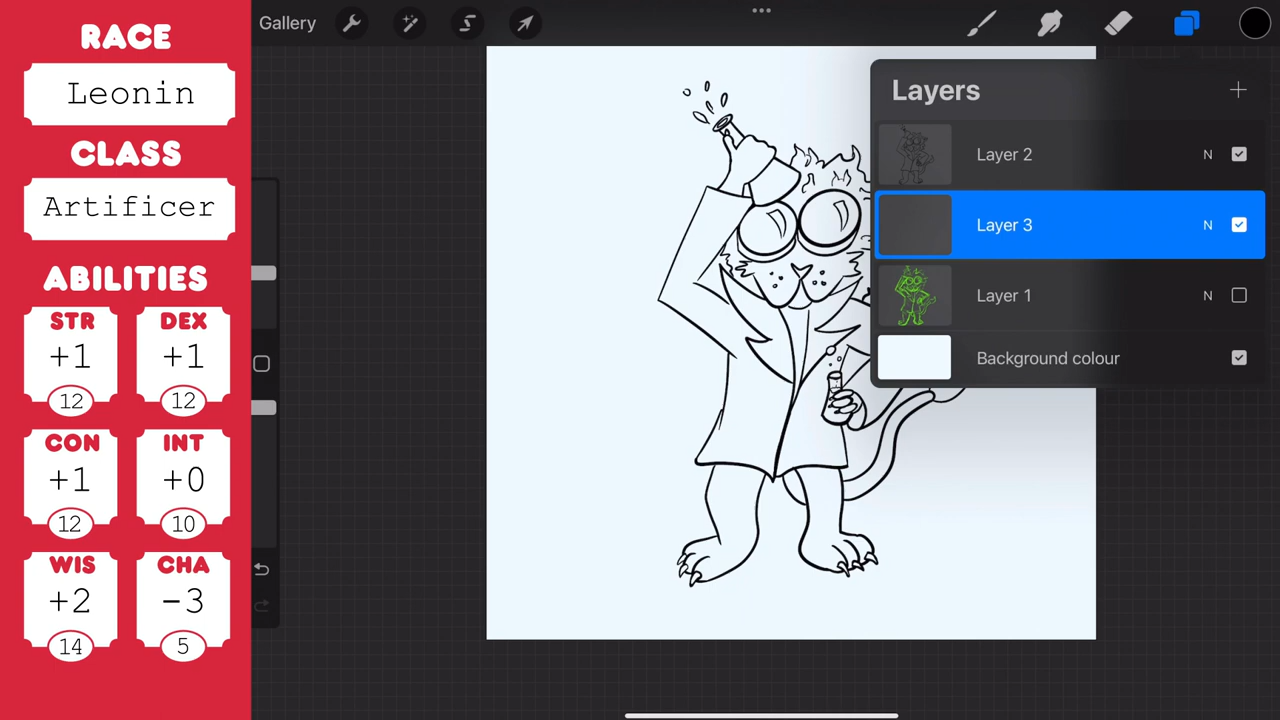 RACE
Leonin
CLASS
Artificer
ABILITIES
STR DEX
+1 +1
12 12
CON INT
+1 +0
12 10
WIS CHA
+2 -3
14 5
Gallery
Layers
Layer 2 N
Layer 3 N
Layer 1 N
Background colour